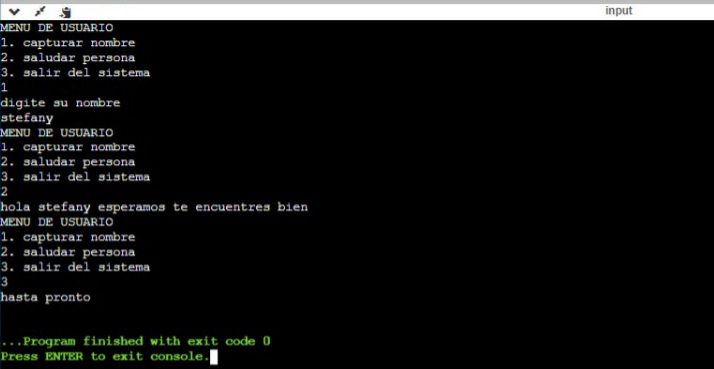 input
MENU DE USUARIO
1. capturar nombre
2. saludar persona
3. salir del sistema
1
digite su nombre
stefany
MENU DE USUARIO
1. capturar nombre
2. saludar persona
3. salir del sistema
2
hola stefany esperamos te encuentres bien
MENU DE USUARIO
1. capturar nombre
2. saludar persona
3. salir del sistema
3
hasta pronto
...Program finished with exit code 0
Press ENTER to exit console.